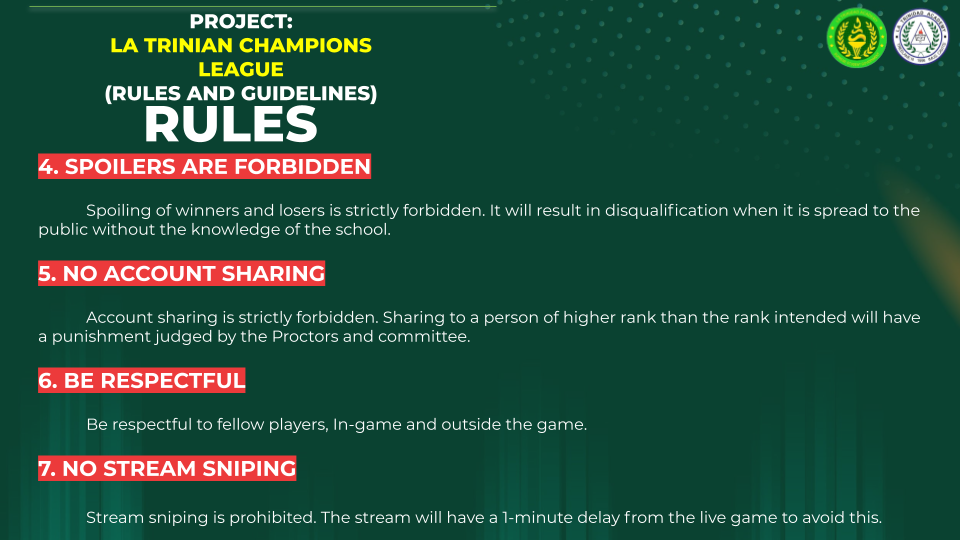 PROJECT:
LA TRINIAN CHAMPIONS
LEAGUE
(RULES AND GUIDELINES)
RULES
4. SPOILERS ARE FORBIDDEN
Spoiling of winners and losers is strictly forbidden. It will result in disqualification when it is spread to the
public without the knowledge of the school.
5. NO ACCOUNT SHARING
Account sharing is strictly forbidden. Sharing to a person of higher rank than the rank intended will have
a punishment judged by the Proctors and committee.
6. BE RESPECTFUL
Be respectful to fellow players, In-game and outside the game.
7. NO STREAM SNIPING
Stream sniping is prohibited. The stream will have a 1-minute delay from the live game to avoid this.
LA TRINIDAD ACADEMY